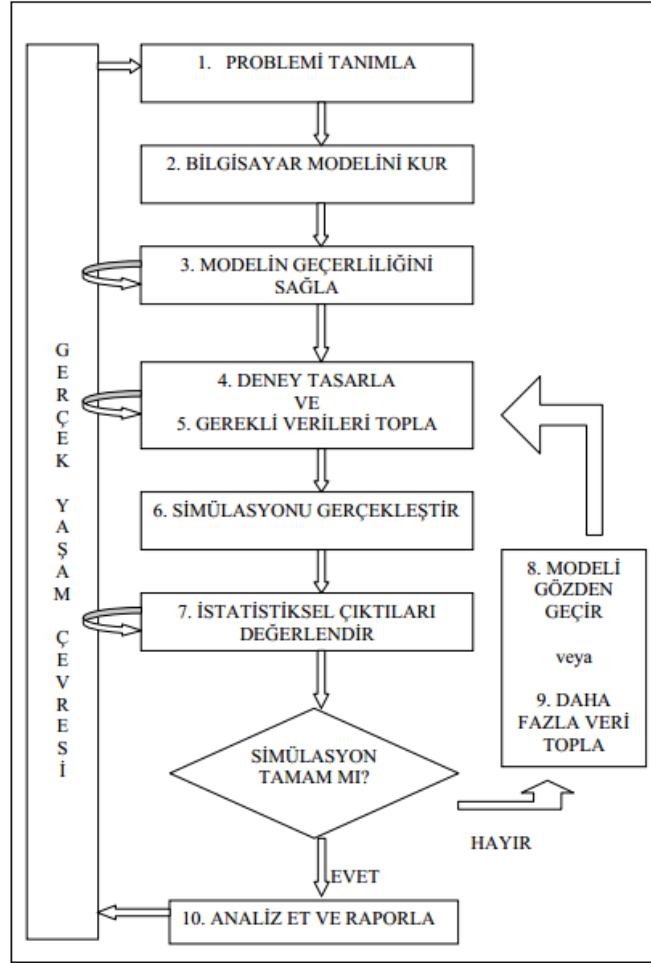 1. PROBLEMİ TANIMLA
2. BİLGİSAYAR MODELİNİ KUR
3. MODELİN GEÇERLİLİĞİNİ
SAĞLA
GERÇEK YAŞAM ÇEVRESİ
4. DENEY TASARLA
VE
5. GEREKLİ VERİLERİ TOPLA
6. SİMÜLASYONU GERÇEKLEŞTİR
7. İSTATİSTİKSEL ÇIKTILARI
DEĞERLENDİR
8. MODELİ
GÖZDEN
GEÇİR
veya
9. DAHA
FAZLA VERİ
TOPLA
SİMÜLASYON
TAMAM MI?
HAYIR
EVET
10. ANALİZ ET VE RAPORLA